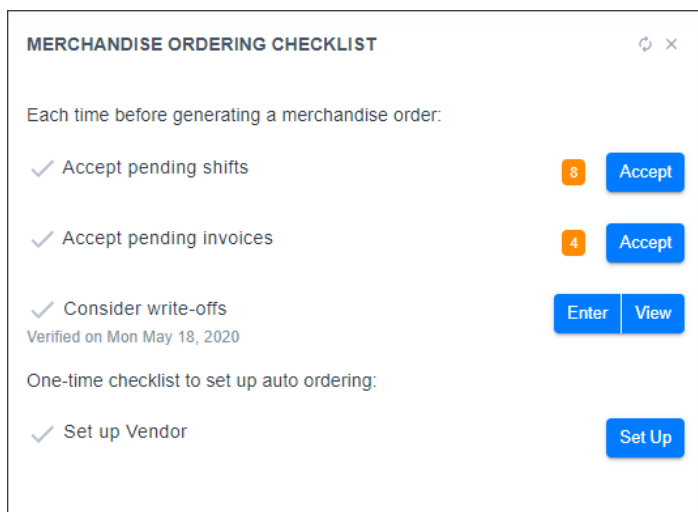 MERCHANDISE ORDERING CHECKLIST
Each time before generating a merchandise order:
Accept pending shifts 8 Accept
Accept pending invoices 4 Accept
Consider write-offs Enter View
Verified on Mon May 18, 2020
One-time checklist to set up auto ordering:
Set up Vendor Set Up